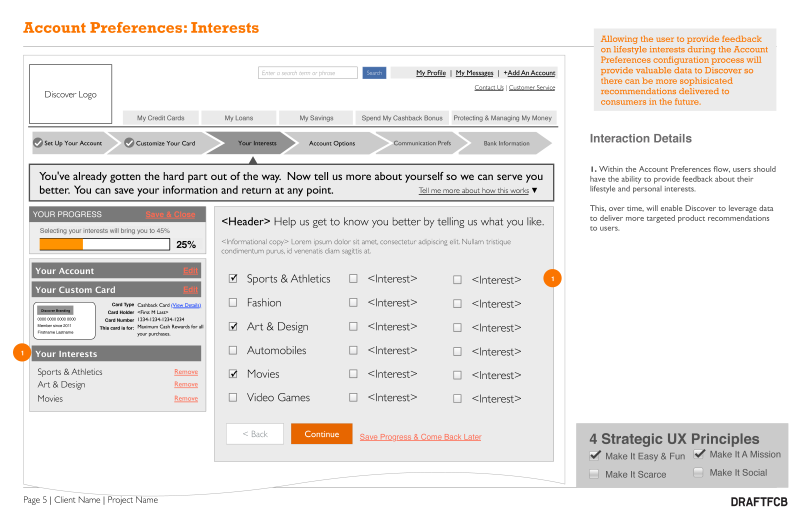 Account Preferences: Interests
Allowing the user to provide feedback
on lifestyle interests during the Account
Preferences configuration process will
provide valuable data to Discover so
there can be more sophisicated
recommendations delivered to
consumers in the future.
Discover Logo
Enter a search term or phrase
Search
My Profile | My Messages | +Add An Account
Contact Us | Customer Service
My Credit Cards
My Loans
My Savings
Spend My Cashback Bonus
Protecting & Managing My Money
Set Up Your Account
Customize Your Card
Your Interests
Account Options
Communication Prefs
Bank Information
You've already gotten the hard part out of the way. Now tell us more about yourself so we can serve you
better. You can save your information and return at any point.
Tell me more about how this works ▼
YOUR PROGRESS
Save & Close
Selecting your interests will bring you to 45%
25%
Your Account
Edit
Your Custom Card
Edit
Discover Branding
0000 0000 0000 0000
Member since 2011
Firstname Lastname
Card Type Cashback Card (View Details)
Card Holder <First M Last>
Card Number 1234-1234-1234-1234
This card is for: Maximum Cash Rewards for all
your purchases.
1
Your Interests
Sports & Athletics
Remove
Art & Design
Remove
Movies
Remove
<Header> Help us get to know you better by telling us what you like.
<Informational copy> Lorem ipsum dolor sit amet, consectetur adipiscing elit. Nullam tristique
condimentum purus, id venenatis diam sagittis at.
Sports & Athletics <Interest> <Interest>
1
Fashion <Interest> <Interest>
Art & Design <Interest> <Interest>
Automobiles <Interest> <Interest>
Movies <Interest> <Interest>
Video Games <Interest> <Interest>
< Back
Continue
Save Progress & Come Back Later
Interaction Details
1. Within the Account Preferences flow, users should
have the ability to provide feedback about their
lifestyle and personal interests.
This, over time, will enable Discover to leverage data
to deliver more targeted product recommendations
to users.
4 Strategic UX Principles
Make It Easy & Fun
Make It A Mission
Make It Scarce
Make It Social
Page 5 | Client Name | Project Name
DRAFTFCB